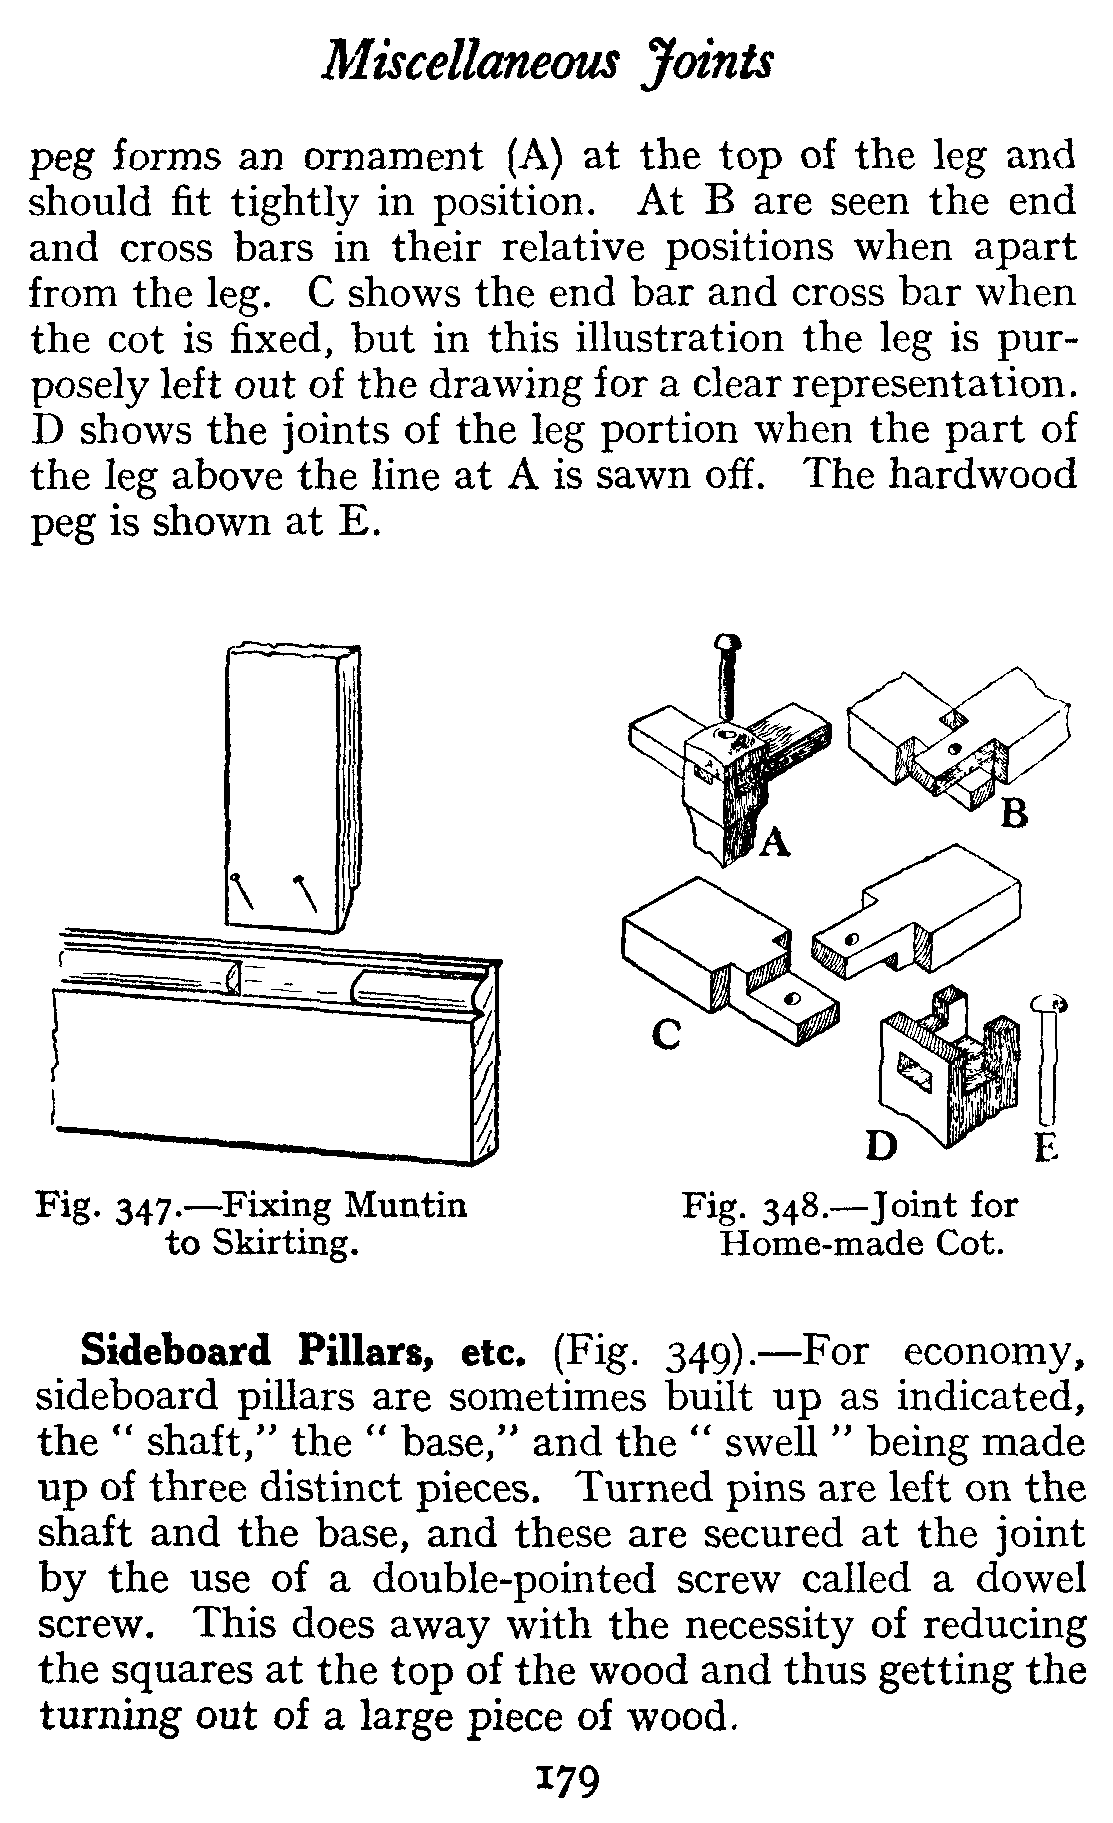 Miscellaneous Joints
peg forms an ornament (A) at the top of the leg and
should fit tightly in position. At B are seen the end
and cross bars in their relative positions when apart
from the leg. C shows the end bar and cross bar when
the cot is fixed, but in this illustration the leg is pur-
posely left out of the drawing for a clear representation.
D shows the joints of the leg portion when the part of
the leg above the line at A is sawn off. The hardwood
peg is shown at E.
A
B
C
D
E
Fig. 347.—Fixing Muntin
to Skirting.
Fig. 348.—Joint for
Home-made Cot.
Sideboard Pillars, etc. (Fig. 349).—For economy,
sideboard pillars are sometimes built up as indicated,
the “ shaft,” the “ base,” and the “ swell ” being made
up of three distinct pieces. Turned pins are left on the
shaft and the base, and these are secured at the joint
by the use of a double-pointed screw called a dowel
screw. This does away with the necessity of reducing
the squares at the top of the wood and thus getting the
turning out of a large piece of wood.
179